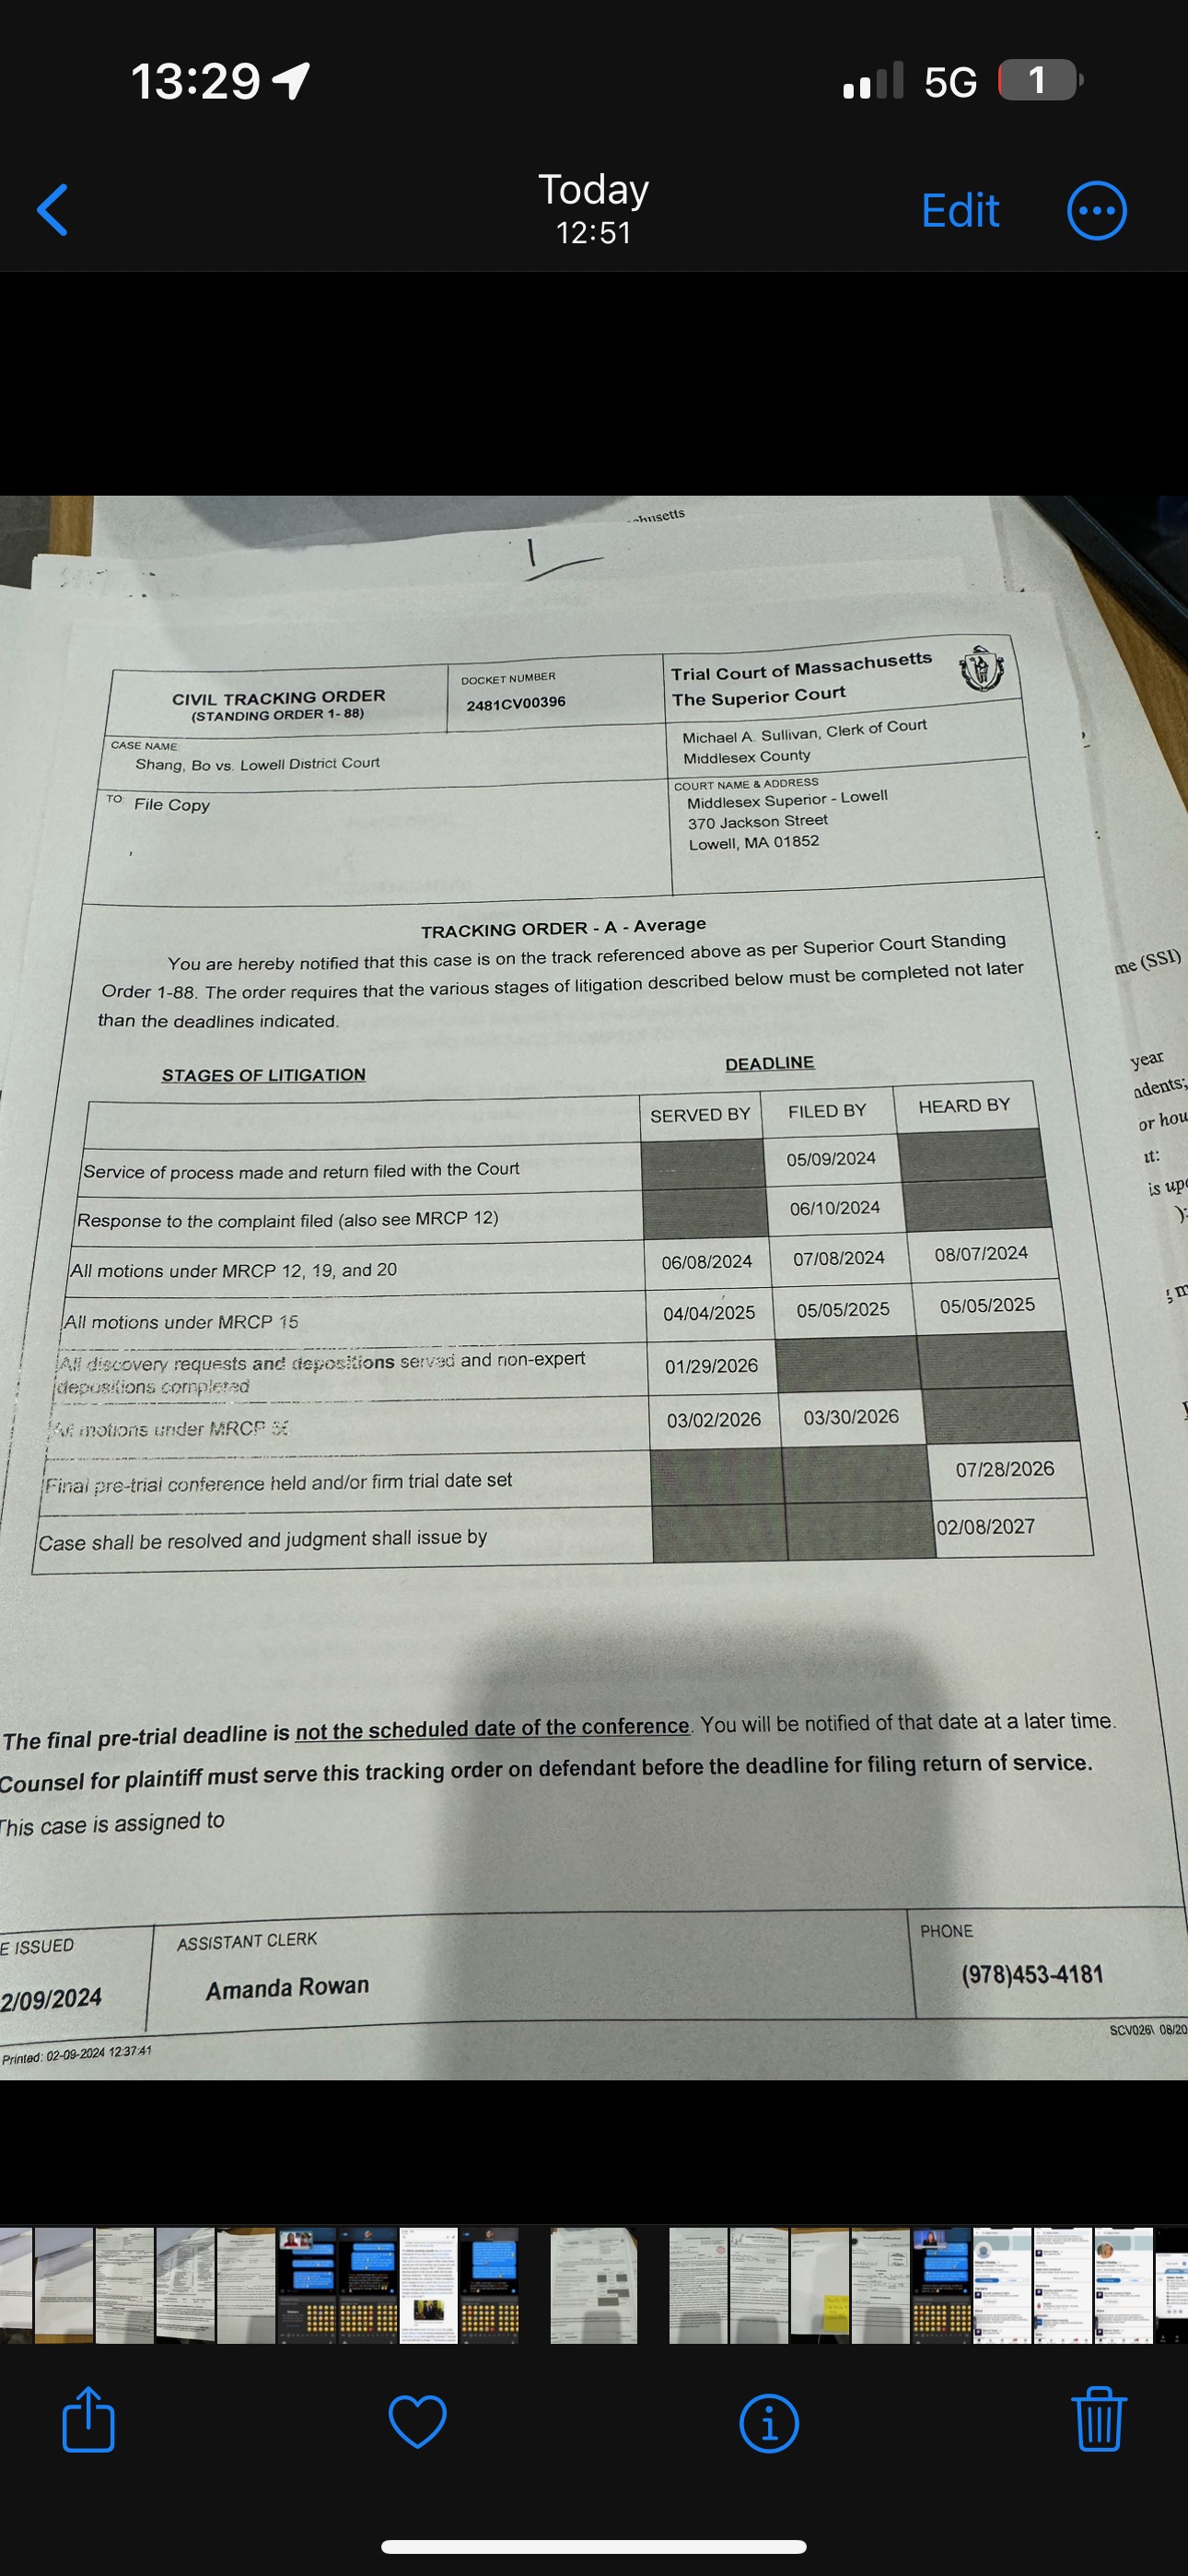 13:29
5G
1
Today
12:51
Edit
husetts
CIVIL TRACKING ORDER
(STANDING ORDER 1- 88)
DOCKET NUMBER
2481CV00396
Trial Court of Massachusetts
The Superior Court
CASE NAME:
Shang, Bo vs. Lowell District Court
Michael A. Sullivan, Clerk of Court
Middlesex County
TO: File Copy
COURT NAME & ADDRESS
Middlesex Superior - Lowell
370 Jackson Street
Lowell, MA 01852
TRACKING ORDER - A - Average
You are hereby notified that this case is on the track referenced above as per Superior Court Standing
Order 1-88. The order requires that the various stages of litigation described below must be completed not later
than the deadlines indicated.
STAGES OF LITIGATION
DEADLINE
SERVED BY FILED BY HEARD BY
Service of process made and return filed with the Court 05/09/2024
Response to the complaint filed (also see MRCP 12) 06/10/2024
All motions under MRCP 12, 19, and 20 06/08/2024 07/08/2024 08/07/2024
All motions under MRCP 15 04/04/2025 05/05/2025 05/05/2025
All discovery requests and depositions served and non-expert
depositions completed 01/29/2026
All motions under MRCP 03/02/2026 03/30/2026
Final pre-trial conference held and/or firm trial date set 07/28/2026
Case shall be resolved and judgment shall issue by 02/08/2027
The final pre-trial deadline is not the scheduled date of the conference. You will be notified of that date at a later time.
Counsel for plaintiff must serve this tracking order on defendant before the deadline for filing return of service.
This case is assigned to
E ISSUED
2/09/2024
ASSISTANT CLERK
Amanda Rowan
PHONE
(978)453-4181
Printed: 02-09-2024 12:37:41
SCV026\ 08/20
me (SSI)
year
ndents;
or hou
ut:
is upo
):